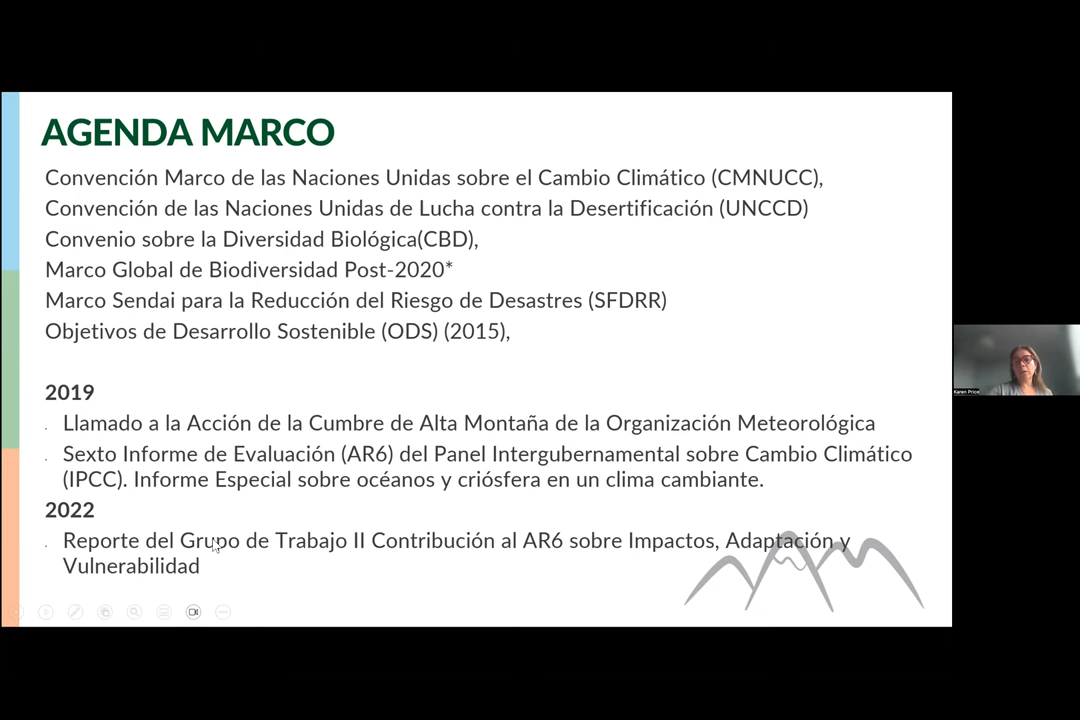 AGENDA MARCO
Convención Marco de las Naciones Unidas sobre el Cambio Climático (CMNUCC),
Convención de las Naciones Unidas de Lucha contra la Desertificación (UNCCD)
Convenio sobre la Diversidad Biológica(CBD),
Marco Global de Biodiversidad Post-2020*
Marco Sendai para la Reducción del Riesgo de Desastres (SFDRR)
Objetivos de Desarrollo Sostenible (ODS) (2015),
2019
Llamado a la Acción de la Cumbre de Alta Montaña de la Organización Meteorológica
Sexto Informe de Evaluación (AR6) del Panel Intergubernamental sobre Cambio Climático
(IPCC). Informe Especial sobre océanos y criósfera en un clima cambiante.
2022
Reporte del Grupo de Trabajo II Contribución al AR6 sobre Impactos, Adaptación y
Vulnerabilidad
Karen Price